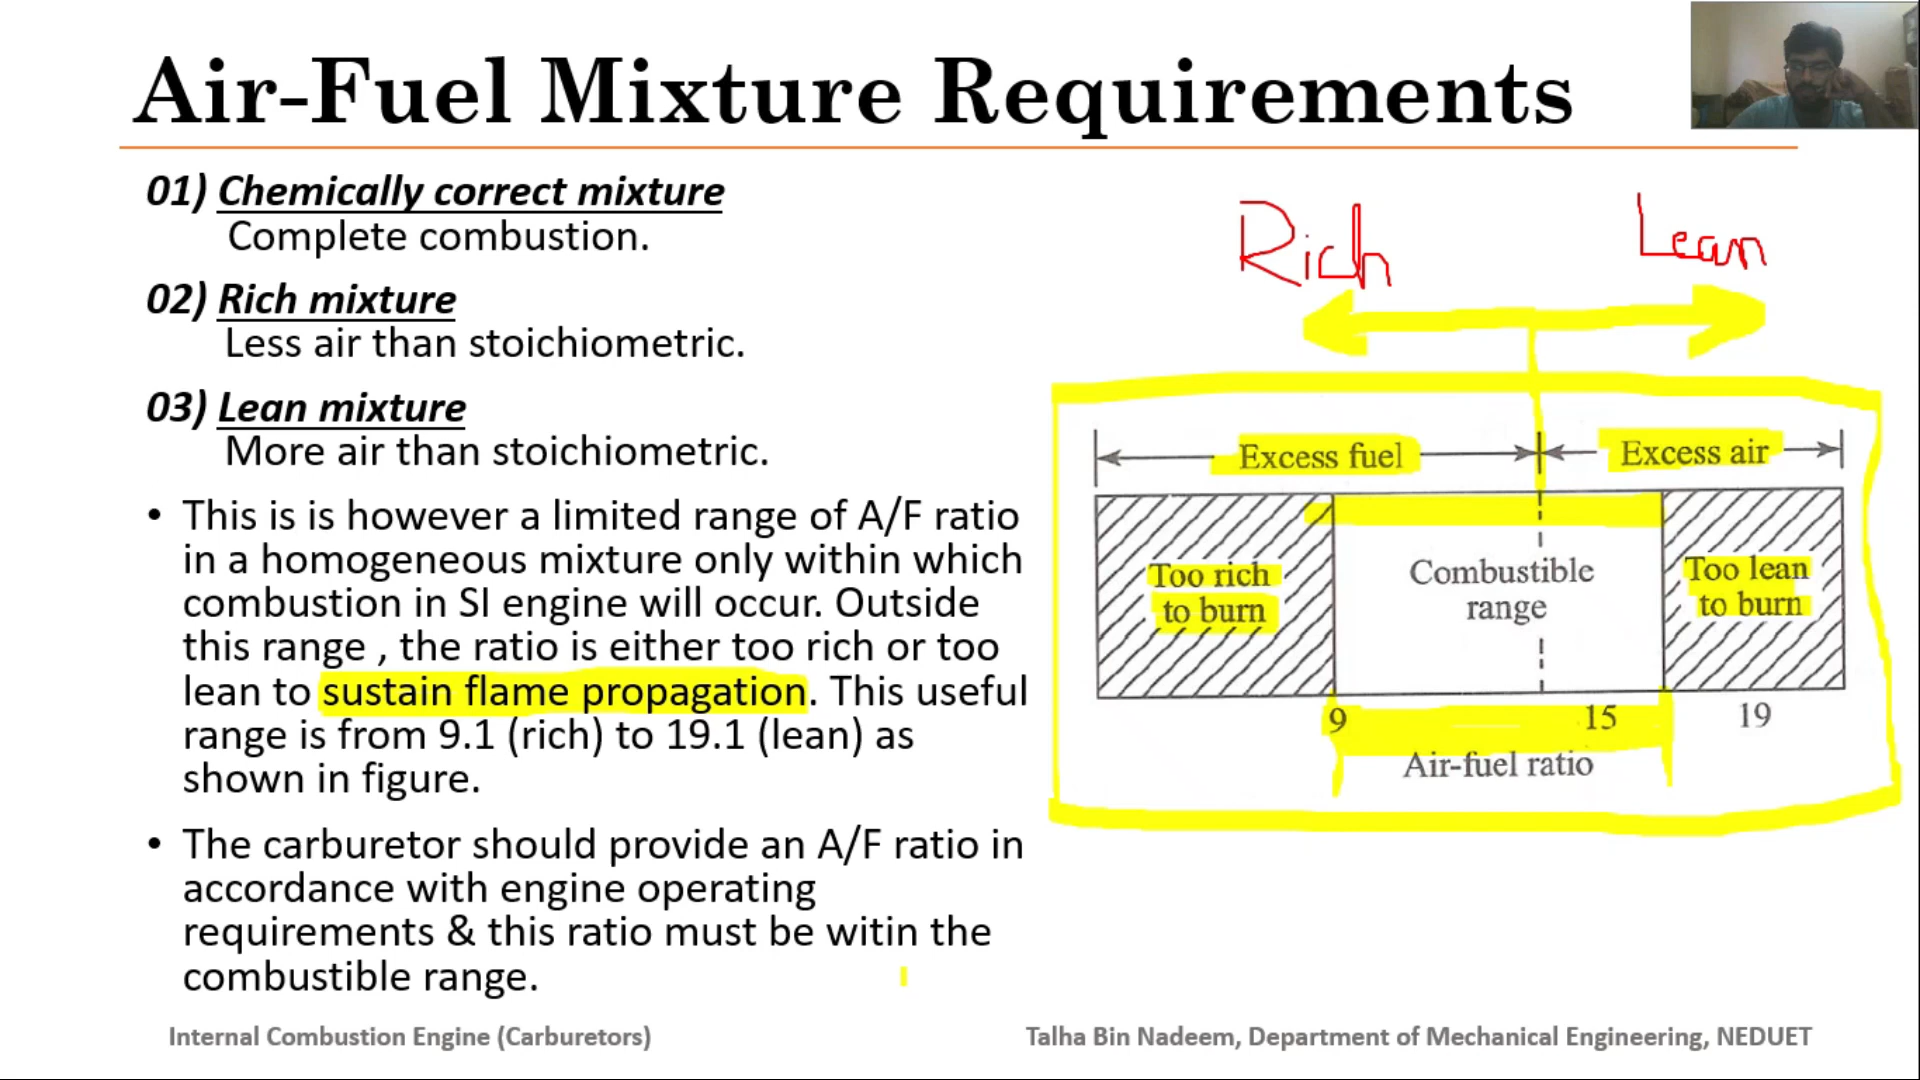 Air-Fuel Mixture Requirements
01) Chemically correct mixture
Complete combustion.
02) Rich mixture
Less air than stoichiometric.
03) Lean mixture
More air than stoichiometric.
• This is is however a limited range of A/F ratio
in a homogeneous mixture only within which
combustion in SI engine will occur. Outside
this range , the ratio is either too rich or too
lean to sustain flame propagation. This useful
range is from 9.1 (rich) to 19.1 (lean) as
shown in figure.
• The carburetor should provide an A/F ratio in
accordance with engine operating
requirements & this ratio must be witin the
combustible range.
Rich Lean
Excess fuel Excess air
Too rich
to burn
Combustible
range
Too lean
to burn
9 15 19
Air-fuel ratio
Internal Combustion Engine (Carburetors)
Talha Bin Nadeem, Department of Mechanical Engineering, NEDUET